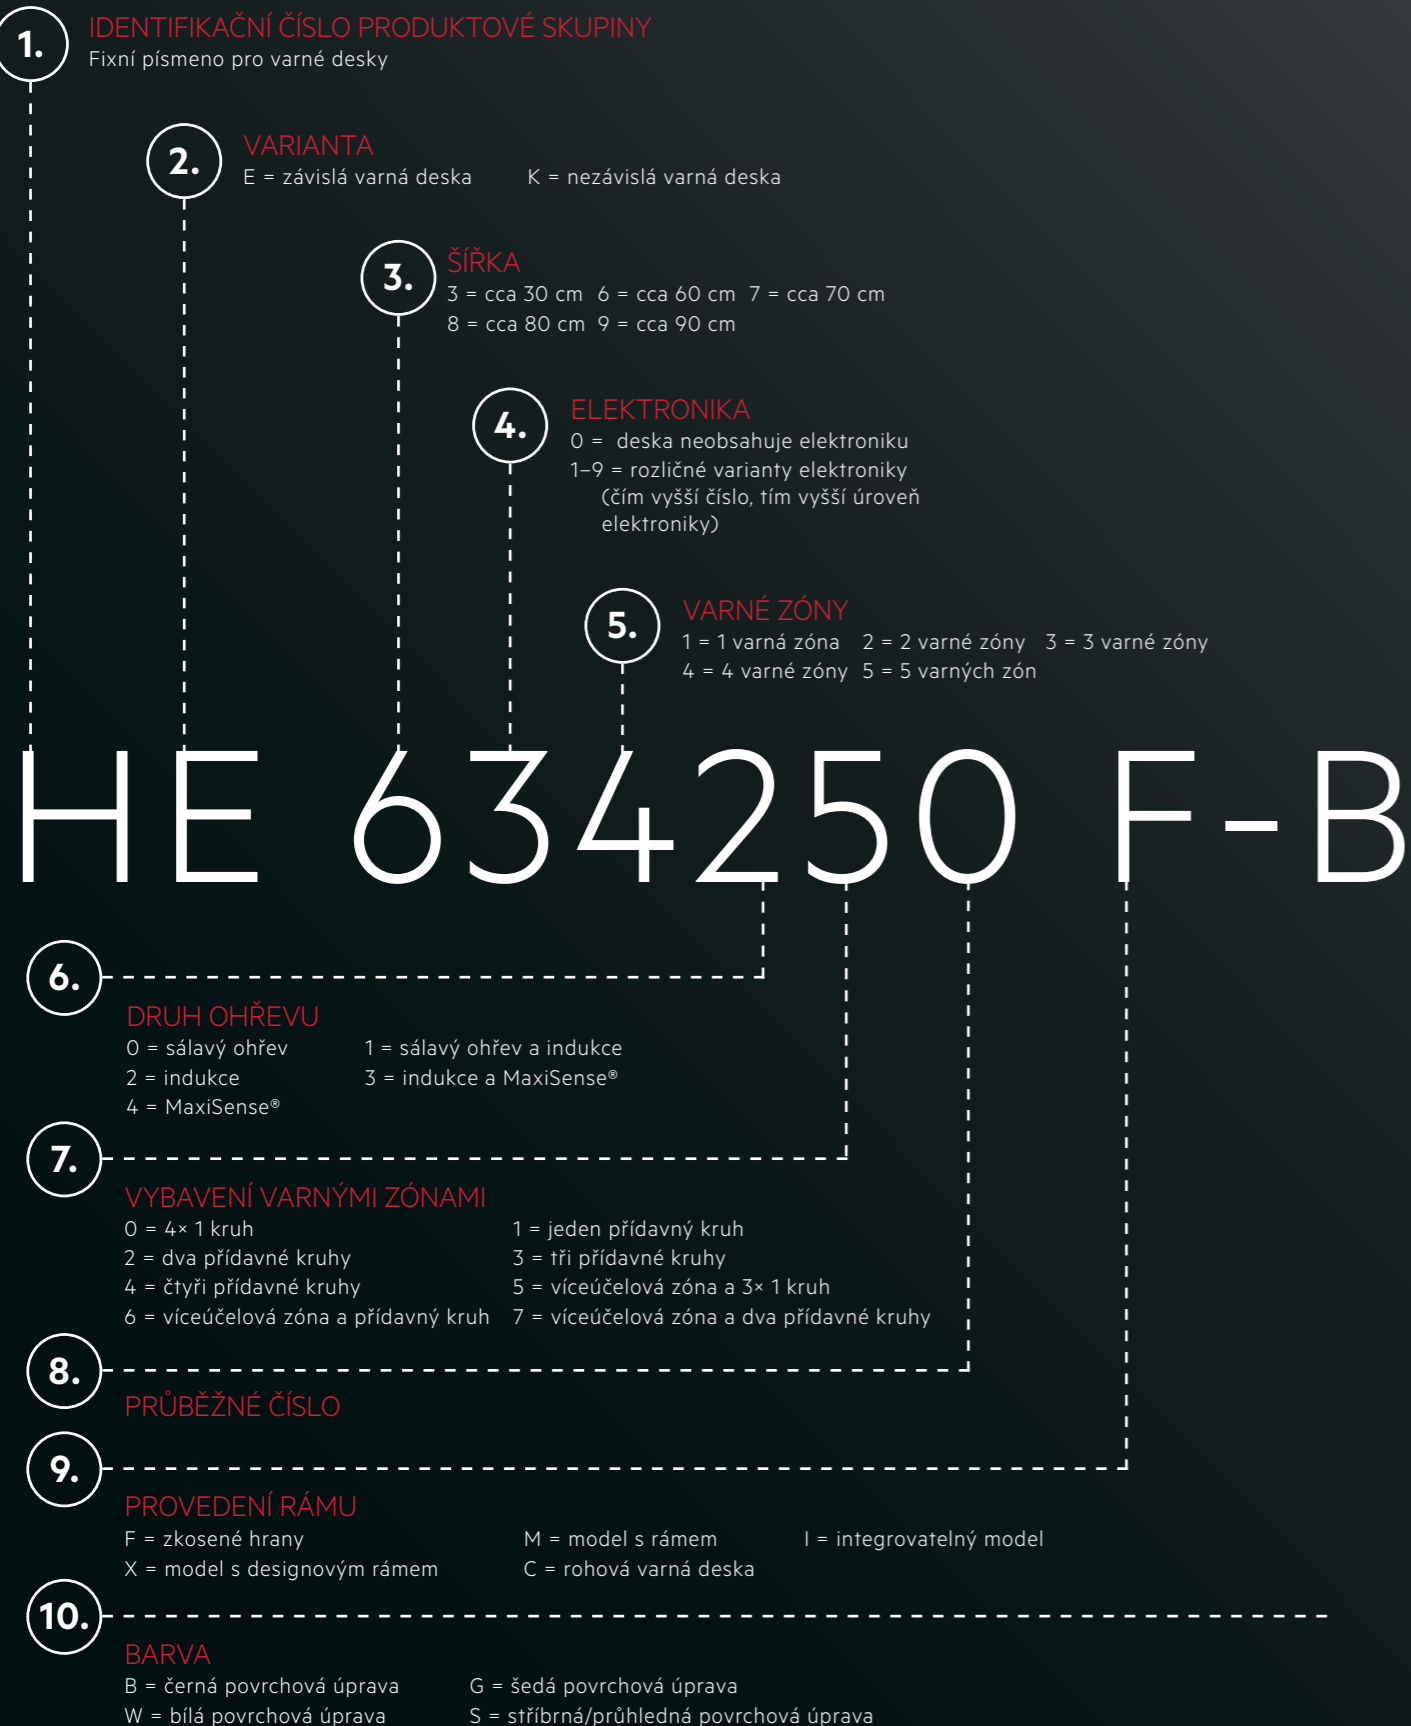 1.
IDENTIFIKAČNÍ ČÍSLO PRODUKTOVÉ SKUPINY
Fixní písmeno pro varné desky
2.
VARIANTA
E = závislá varná deska K = nezávislá varná deska
3.
ŠÍŘKA
3 = cca 30 cm 6 = cca 60 cm 7 = cca 70 cm
8 = cca 80 cm 9 = cca 90 cm
4.
ELEKTRONIKA
0 = deska neobsahuje elektroniku
1–9 = rozličné varianty elektroniky
(čím vyšší číslo, tím vyšší úroveň
elektroniky)
5.
VARNÉ ZÓNY
1 = 1 varná zóna 2 = 2 varné zóny 3 = 3 varné zóny
4 = 4 varné zóny 5 = 5 varných zón
HE 634250 F-B
6.
DRUH OHŘEVU
0 = sálavý ohřev 1 = sálavý ohřev a indukce
2 = indukce 3 = indukce a MaxiSense®
4 = MaxiSense®
7.
VYBAVENÍ VARNÝMI ZÓNAMI
0 = 4× 1 kruh 1 = jeden přídavný kruh
2 = dva přídavné kruhy 3 = tři přídavné kruhy
4 = čtyři přídavné kruhy 5 = víceúčelová zóna a 3× 1 kruh
6 = víceúčelová zóna a přídavný kruh 7 = víceúčelová zóna a dva přídavné kruhy
8.
PRŮBĚŽNÉ ČÍSLO
9.
PROVEDENÍ RÁMU
F = zkosené hrany M = model s rámem I = integrovatelný model
X = model s designovým rámem C = rohová varná deska
10.
BARVA
B = černá povrchová úprava G = šedá povrchová úprava
W = bílá povrchová úprava S = stříbrná/průhledná povrchová úprava